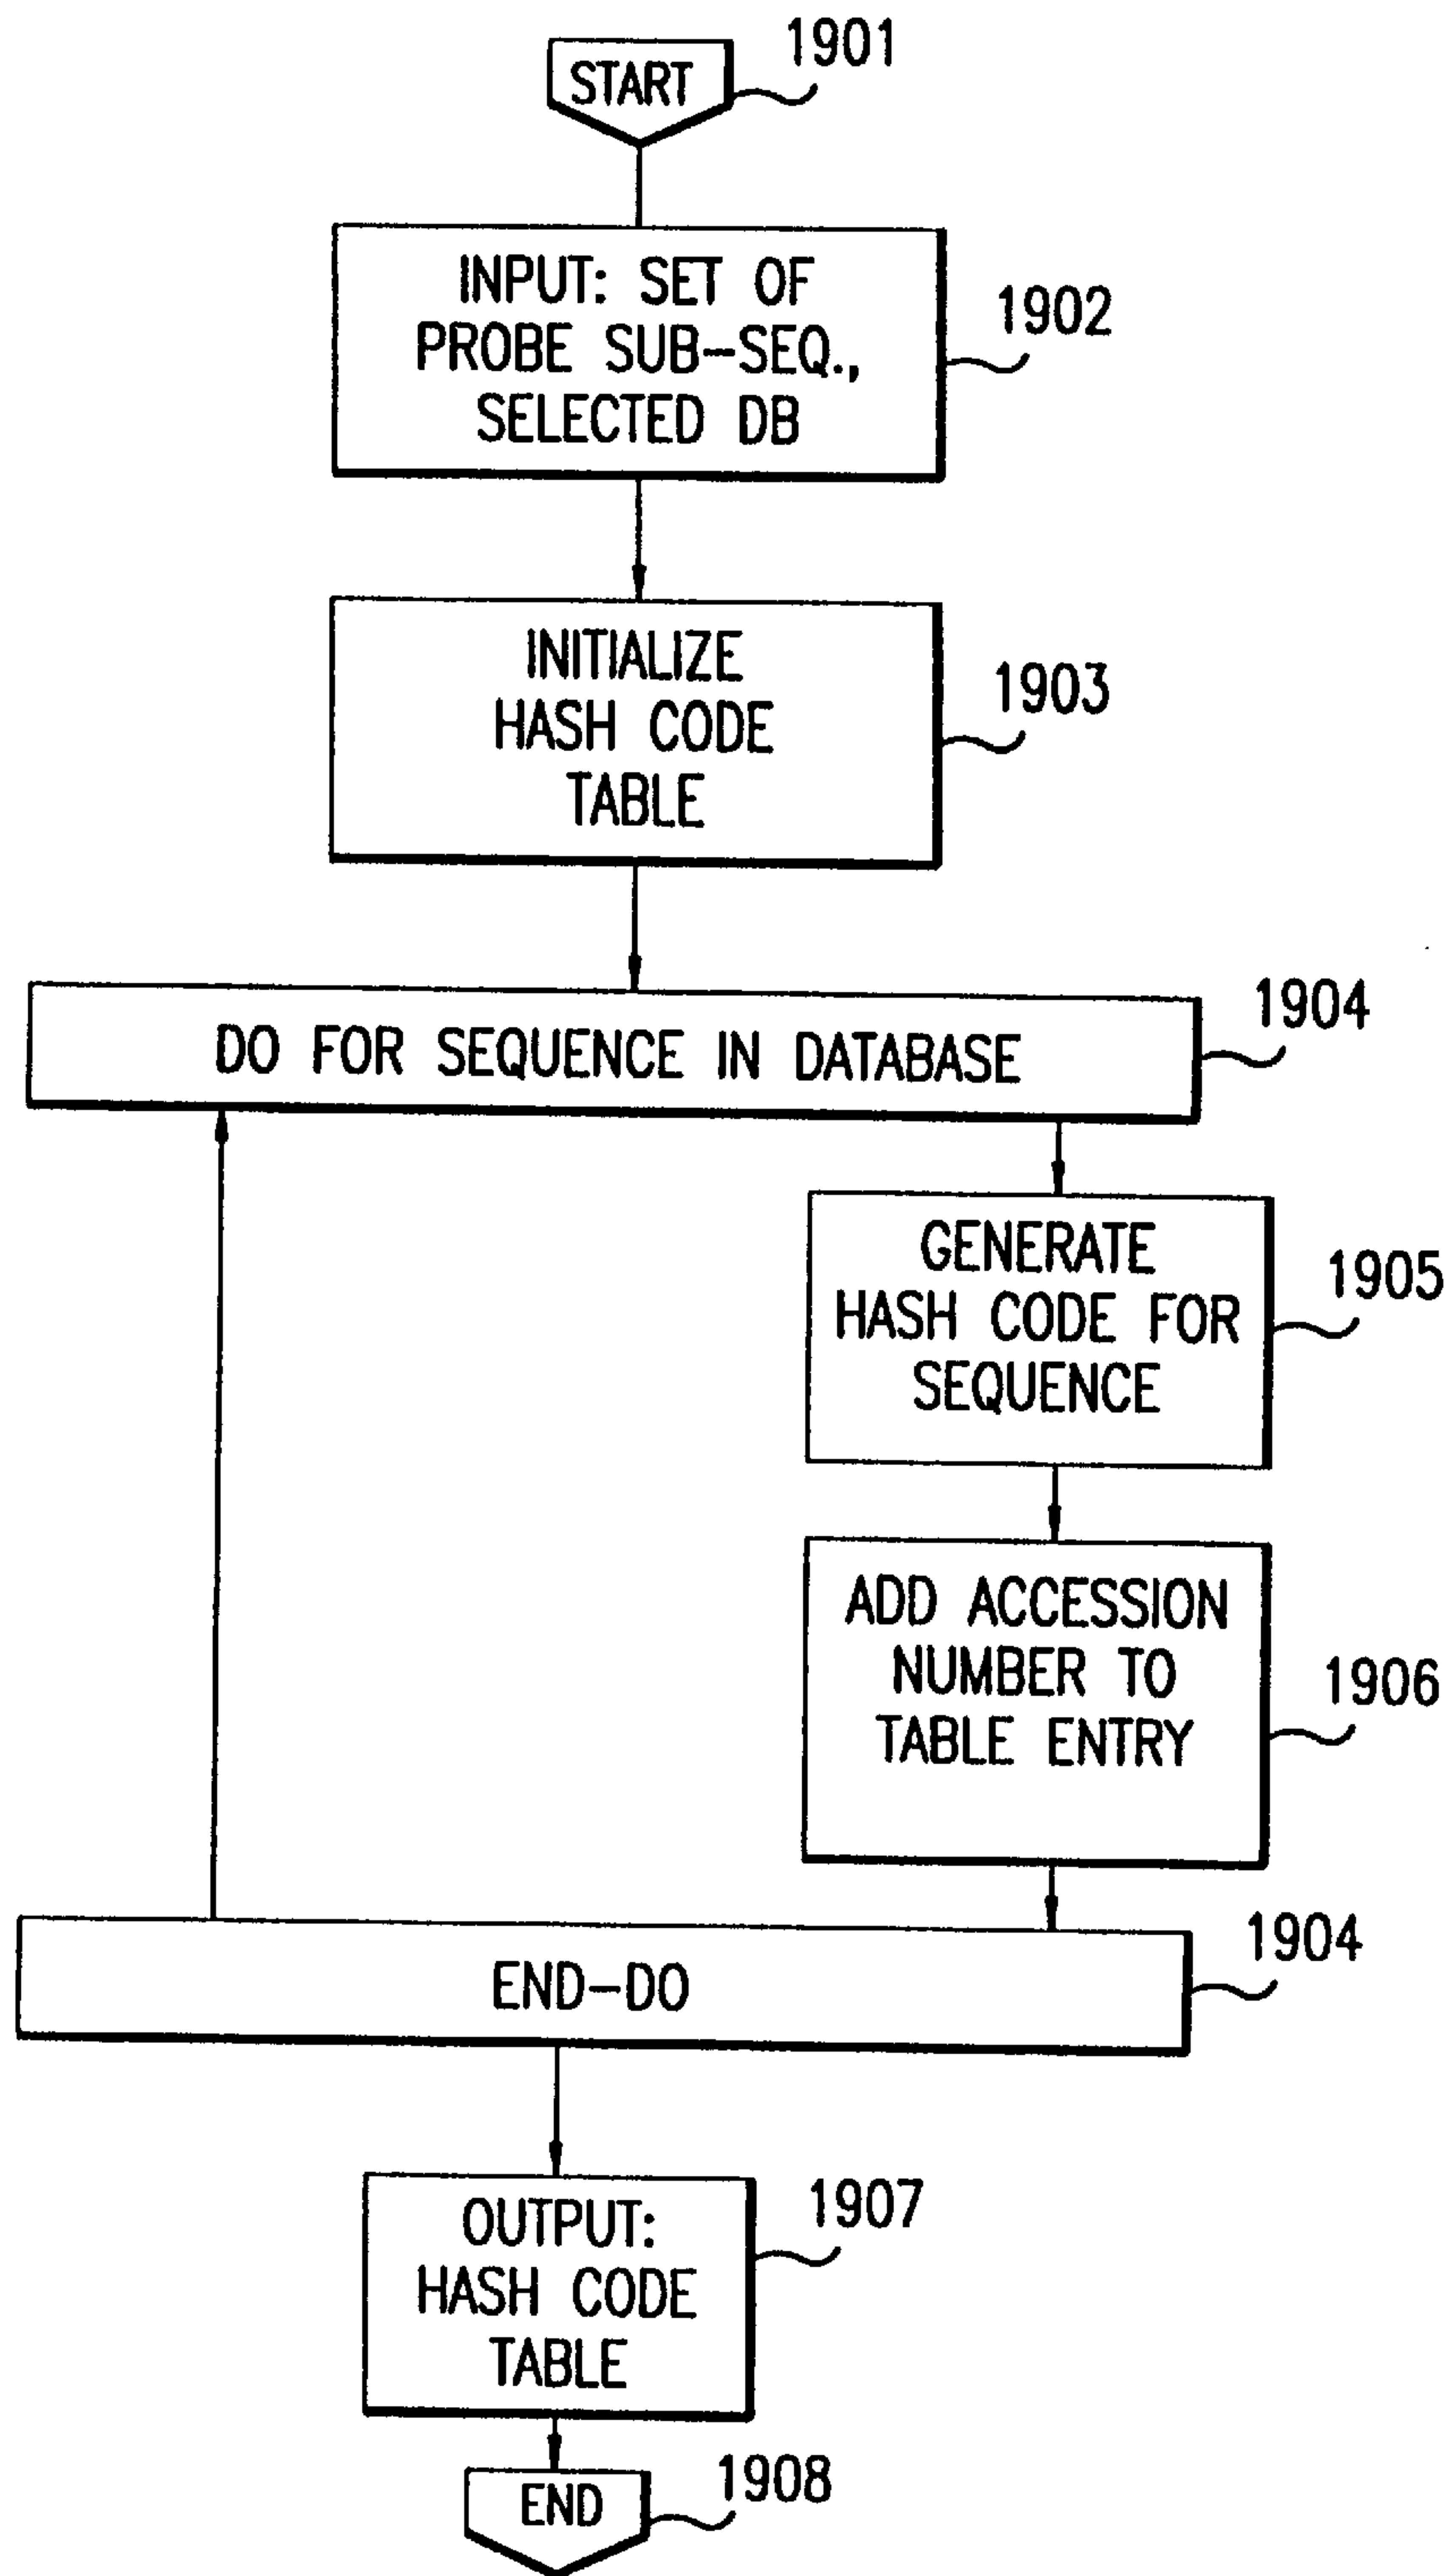 START
1901
INPUT: SET OF
PROBE SUB-SEQ.,
SELECTED DB
1902
INITIALIZE
HASH CODE
TABLE
1903
DO FOR SEQUENCE IN DATABASE
1904
GENERATE
HASH CODE FOR
SEQUENCE
1905
ADD ACCESSION
NUMBER TO
TABLE ENTRY
1906
END-DO
1904
OUTPUT:
HASH CODE
TABLE
1907
END
1908